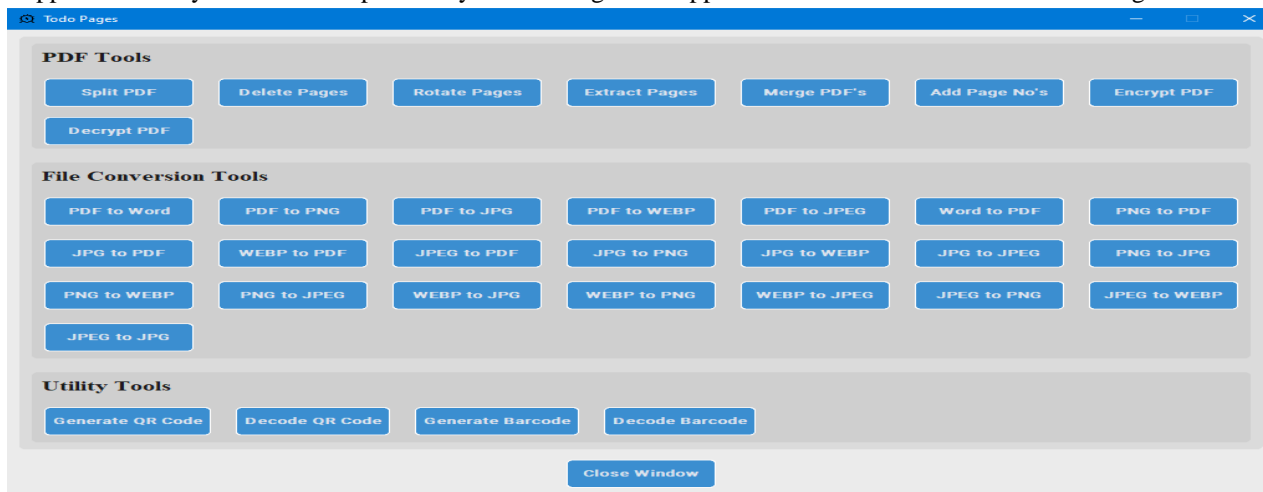 Todo Pages
PDF Tools
Split PDF Delete Pages Rotate Pages Extract Pages Merge PDF's Add Page No's Encrypt PDF
Decrypt PDF
File Conversion Tools
PDF to Word PDF to PNG PDF to JPG PDF to WEBP PDF to JPEG Word to PDF PNG to PDF
JPG to PDF WEBP to PDF JPEG to PDF JPG to PNG JPG to WEBP JPG to JPEG PNG to JPG
PNG to WEBP PNG to JPEG WEBP to JPG WEBP to PNG WEBP to JPEG JPEG to PNG JPEG to WEBP
JPEG to JPG
Utility Tools
Generate QR Code Decode QR Code Generate Barcode Decode Barcode
Close Window